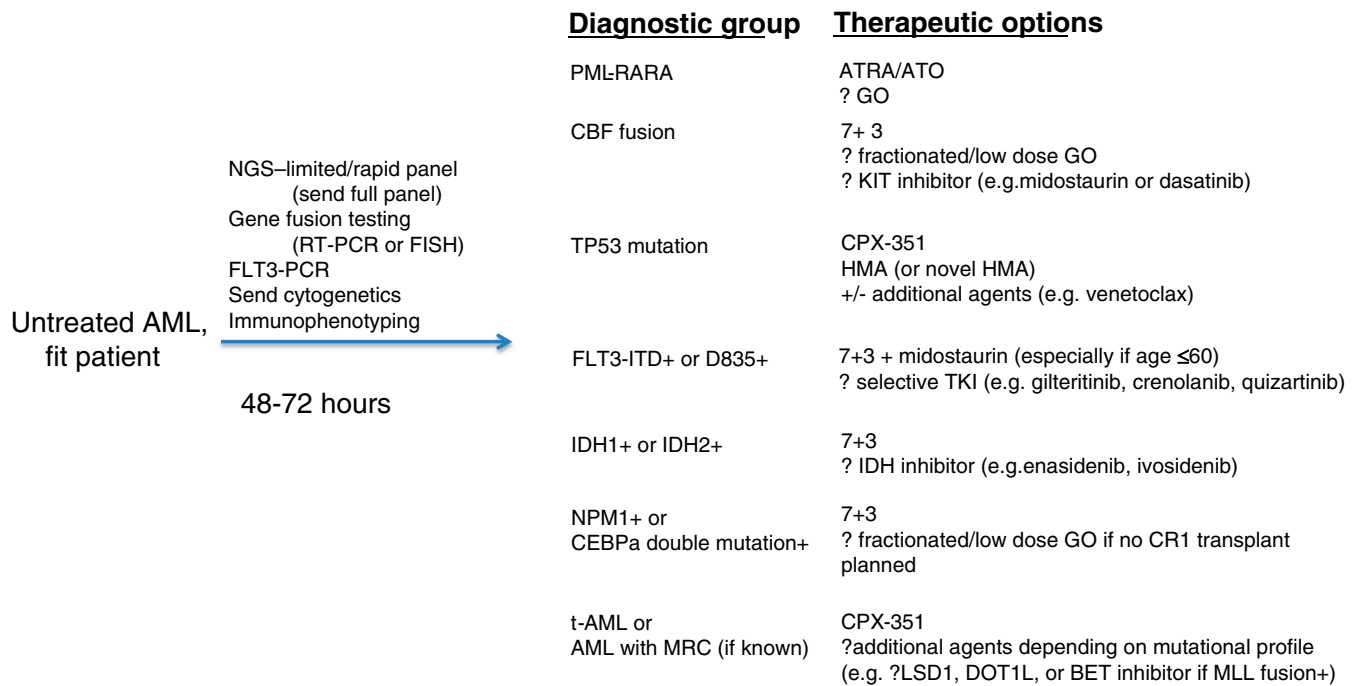 Diagnostic group
Therapeutic options
Untreated AML,
fit patient
NGS–limited/rapid panel
(send full panel)
Gene fusion testing
(RT-PCR or FISH)
FLT3-PCR
Send cytogenetics
Immunophenotyping
48-72 hours
PML-RARA
ATRA/ATO
? GO
CBF fusion
7+ 3
? fractionated/low dose GO
? KIT inhibitor (e.g.midostaurin or dasatinib)
TP53 mutation
CPX-351
HMA (or novel HMA)
+/- additional agents (e.g. venetoclax)
FLT3-ITD+ or D835+
7+3 + midostaurin (especially if age ≤60)
? selective TKI (e.g. gilteritinib, crenolanib, quizartinib)
IDH1+ or IDH2+
7+3
? IDH inhibitor (e.g.enasidenib, ivosidenib)
NPM1+ or
CEBPa double mutation+
7+3
? fractionated/low dose GO if no CR1 transplant
planned
t-AML or
AML with MRC (if known)
CPX-351
?additional agents depending on mutational profile
(e.g. ?LSD1, DOT1L, or BET inhibitor if MLL fusion+)